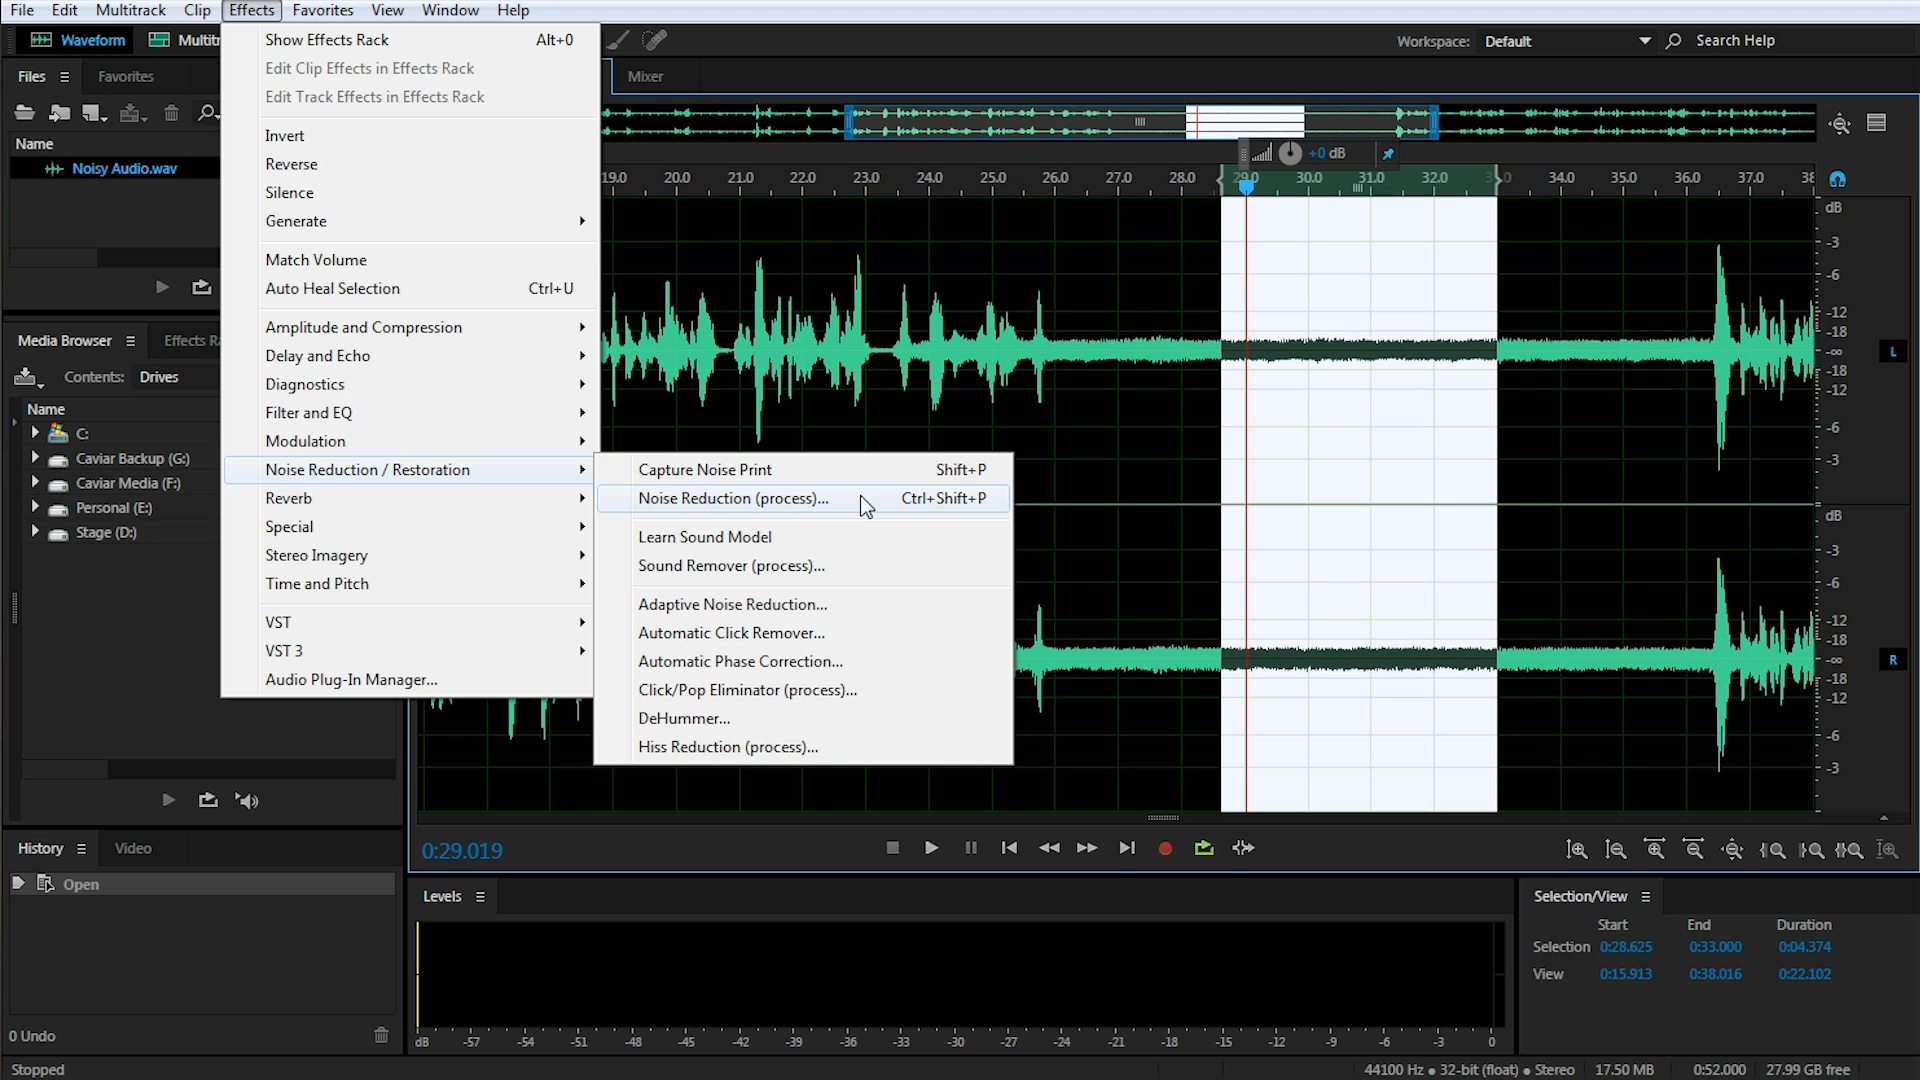 File Edit Multitrack Clip Effects Favorites View Window Help
Waveform Multitr
Workspace: Default Search Help
Files Favorites
Name
Noisy Audio.wav
Media Browser Effects Ra
Contents: Drives
Name
C:
Caviar Backup (G:)
Caviar Media (F:)
Personal (E:)
Stage (D:)
History Video
Open
0 Undo
Stopped
Show Effects Rack Alt+0
Edit Clip Effects in Effects Rack
Edit Track Effects in Effects Rack
Invert
Reverse
Silence
Generate
Match Volume
Auto Heal Selection Ctrl+U
Amplitude and Compression
Delay and Echo
Diagnostics
Filter and EQ
Modulation
Noise Reduction / Restoration
Reverb
Special
Stereo Imagery
Time and Pitch
VST
VST 3
Audio Plug-In Manager...
Capture Noise Print Shift+P
Noise Reduction (process)... Ctrl+Shift+P
Learn Sound Model
Sound Remover (process)...
Adaptive Noise Reduction...
Automatic Click Remover...
Automatic Phase Correction...
Click/Pop Eliminator (process)...
DeHummer...
Hiss Reduction (process)...
Mixer
+0 dB
19.0 20.0 21.0 22.0 23.0 24.0 25.0 26.0 27.0 28.0 29.0 30.0 31.0 32.0 34.0 35.0 36.0 37.0 38
dB
-3
-6
-12
-18
-∞
-18
-12
-6
-3
L
dB
-3
-6
-12
-18
-∞
-18
-12
-6
-3
R
0:29.019
Levels
dB -57 -54 -51 -48 -45 -42 -39 -36 -33 -30 -27 -24 -21 -18 -15 -12 -9 -6 -3 0
Selection/View
Start End Duration
Selection 0:28.625 0:33.000 0:04.374
View 0:15.913 0:38.016 0:22.102
44100 Hz ● 32-bit (float) ● Stereo 17.50 MB 0:52.000 27.99 GB free